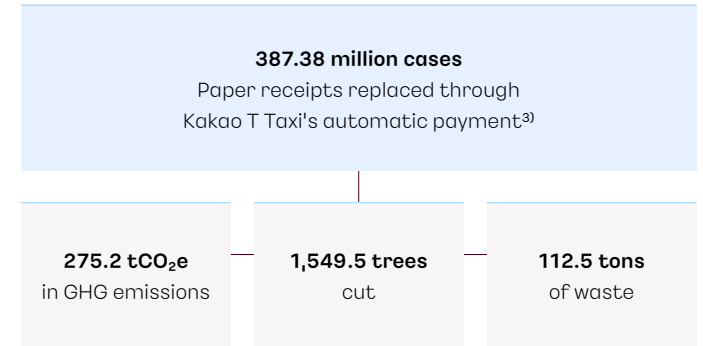 387.38 million cases
Paper receipts replaced through
Kakao T Taxi's automatic payment³⁾
275.2 tCO₂e
in GHG emissions
1,549.5 trees
cut
112.5 tons
of waste